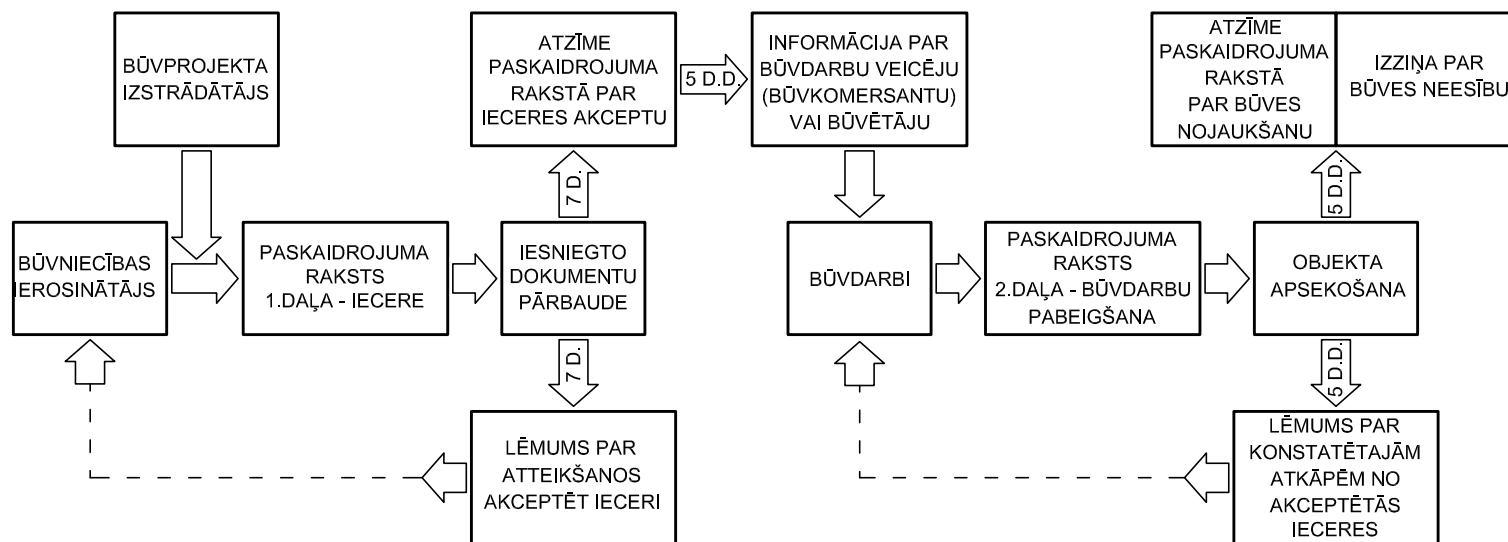 BŪVPROJEKTA
IZSTRĀDĀTĀJS
BŪVNIECĪBAS
IEROSINĀTĀJS
PASKAIDROJUMA
RAKSTS
1.DAĻA - IECERE
IESNIEGTO
DOKUMENTU
PĀRBAUDE
7 D.
ATZĪME
PASKAIDROJUMA
RAKSTĀ PAR
IECERES AKCEPTU
7 D.
LĒMUMS PAR
ATTEIKŠANOS
AKCEPTĒT IECERI
5 D.D.
INFORMĀCIJA PAR
BŪVDARBU VEICĒJU
(BŪVKOMERSANTU)
VAI BŪVĒTĀJU
BŪVDARBI
PASKAIDROJUMA
RAKSTS
2.DAĻA - BŪVDARBU
PABEIGŠANA
OBJEKTA
APSEKOŠANA
5 D.D.
ATZĪME
PASKAIDROJUMA
RAKSTĀ
PAR BŪVES
NOJAUKŠANU
IZZIŅA PAR
BŪVES NEESĪBU
5 D.D.
LĒMUMS PAR
KONSTATĒTAJĀM
ATKĀPĒM NO
AKCEPTĒTĀS
IECERES